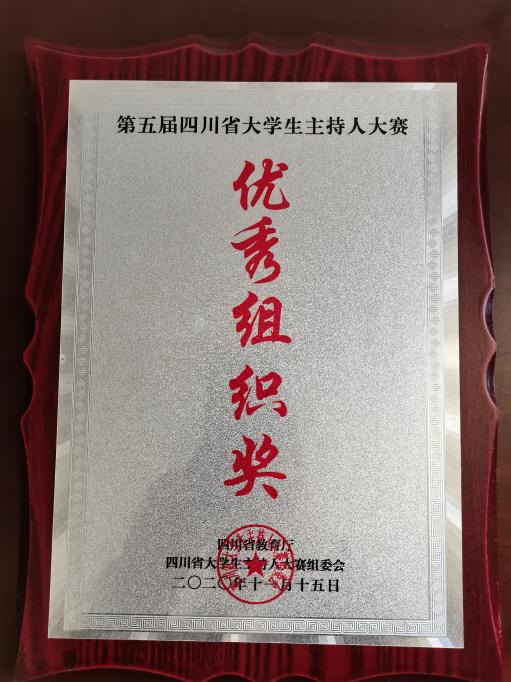 第五届四川省大学生主持人大赛
优秀组织奖
四川省教育厅
四川省大学生主持人大赛组委会
二〇二〇年十一月十五日